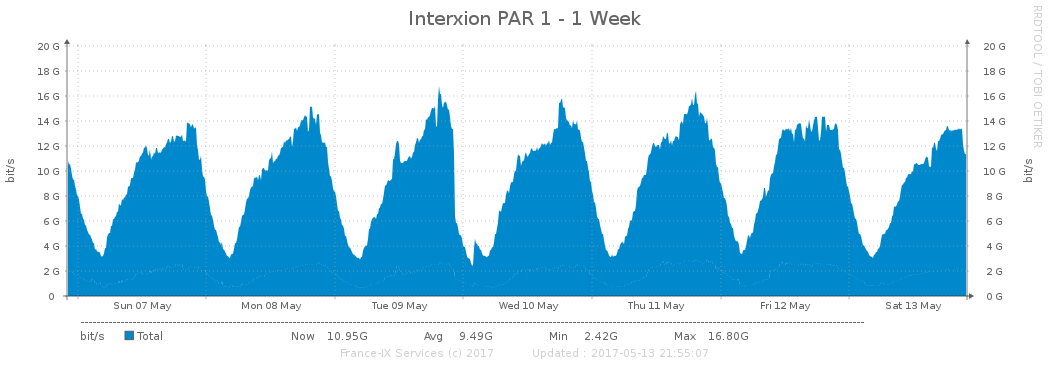 Interxion PAR 1 - 1 Week
RRDTOOL / TOBI OETIKER
20 G 20 G
18 G 18 G
16 G 16 G
14 G 14 G
12 G 12 G
10 G 10 G
8 G 8 G
6 G 6 G
4 G 4 G
2 G 2 G
0 0 G
bit/s bit/s
Sun 07 May Mon 08 May Tue 09 May Wed 10 May Thu 11 May Fri 12 May Sat 13 May
bit/s Total Now 10.95G Avg 9.49G Min 2.42G Max 16.80G
France-IX Services (c) 2017 Updated : 2017-05-13 21:55:07